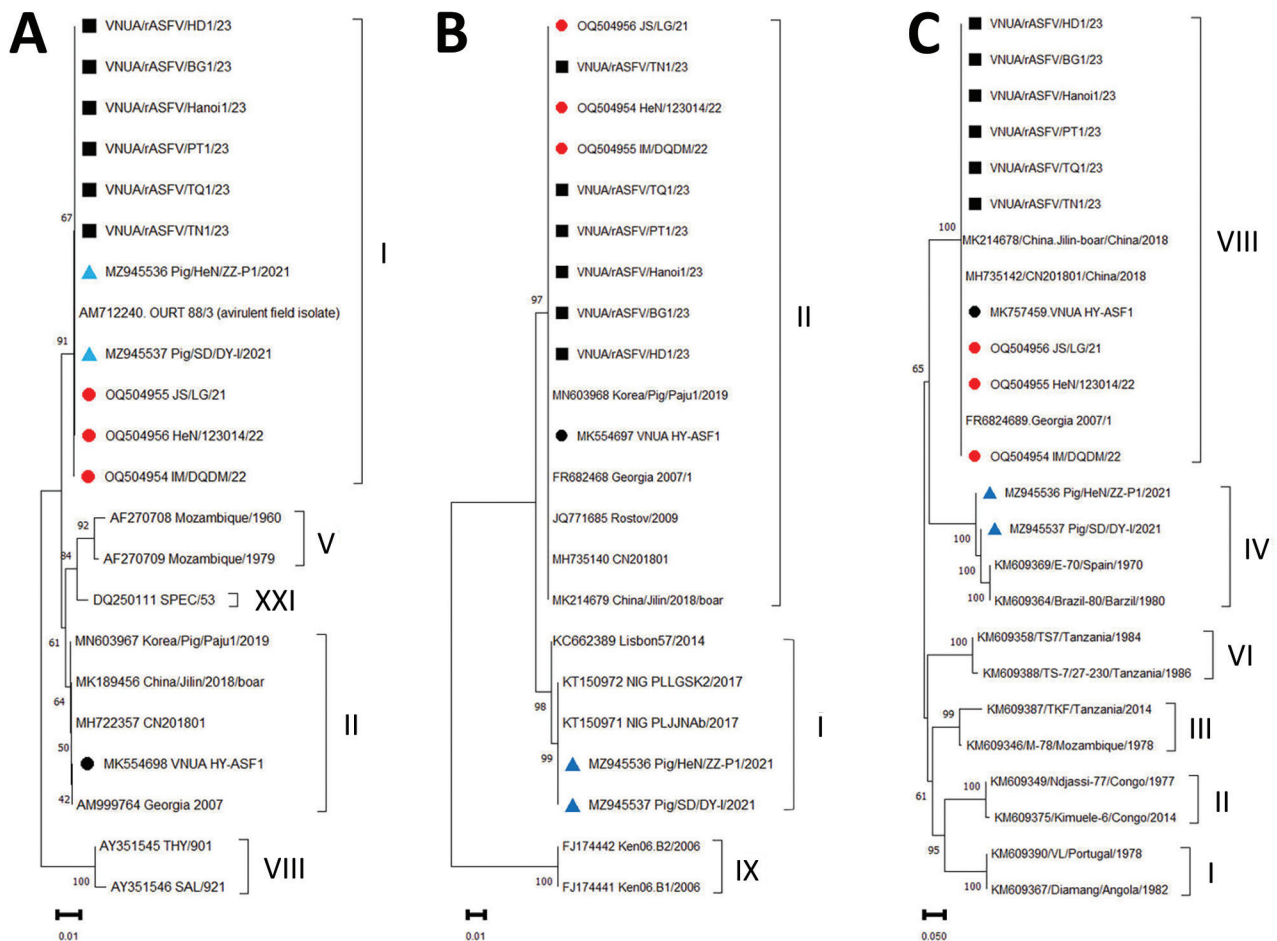 A
VNUA/rASFV/HD1/23
VNUA/rASFV/BG1/23
VNUA/rASFV/Hanoi1/23
VNUA/rASFV/PT1/23
VNUA/rASFV/TQ1/23
67
VNUA/rASFV/TN1/23
I
MZ945536 Pig/HeN/ZZ-P1/2021
AM712240. OURT 88/3 (avirulent field isolate)
91
MZ945537 Pig/SD/DY-I/2021
OQ504955 JS/LG/21
OQ504956 HeN/123014/22
OQ504954 IM/DQDM/22
AF270708 Mozambique/1960
92
V
84
AF270709 Mozambique/1979
DQ250111 SPEC/53
XXI
61
MN603967 Korea/Pig/Paju1/2019
MK189456 China/Jilin/2018/boar
64
MH722357 CN201801
II
50
MK554698 VNUA HY-ASF1
42
AM999764 Georgia 2007
AY351545 THY/901
VIII
100
AY351546 SAL/921
0.01
B
OQ504956 JS/LG/21
VNUA/rASFV/TN1/23
OQ504954 HeN/123014/22
OQ504955 IM/DQDM/22
VNUA/rASFV/TQ1/23
VNUA/rASFV/PT1/23
VNUA/rASFV/Hanoi1/23
97
VNUA/rASFV/BG1/23
II
VNUA/rASFV/HD1/23
MN603968 Korea/Pig/Paju1/2019
MK554697 VNUA HY-ASF1
FR682468 Georgia 2007/1
JQ771685 Rostov/2009
MH735140 CN201801
MK214679 China/Jilin/2018/boar
KC662389 Lisbon57/2014
KT150972 NIG PLLGSK2/2017
98
KT150971 NIG PLJJNAb/2017
I
99
MZ945536 Pig/HeN/ZZ-P1/2021
MZ945537 Pig/SD/DY-I/2021
FJ174442 Ken06.B2/2006
IX
100
FJ174441 Ken06.B1/2006
0.01
C
VNUA/rASFV/HD1/23
VNUA/rASFV/BG1/23
VNUA/rASFV/Hanoi1/23
VNUA/rASFV/PT1/23
VNUA/rASFV/TQ1/23
VNUA/rASFV/TN1/23
100
MK214678/China.Jilin-boar/China/2018
VIII
MH735142/CN201801/China/2018
MK757459.VNUA HY-ASF1
OQ504956 JS/LG/21
65
OQ504955 HeN/123014/22
FR6824689.Georgia 2007/1
OQ504954 IM/DQDM/22
MZ945536 Pig/HeN/ZZ-P1/2021
MZ945537 Pig/SD/DY-I/2021
100
IV
KM609369/E-70/Spain/1970
100
KM609364/Brazil-80/Barzil/1980
100
KM609358/TS7/Tanzania/1984
100
VI
KM609388/TS-7/27-230/Tanzania/1986
KM609387/TKF/Tanzania/2014
99
III
KM609346/M-78/Mozambique/1978
KM609349/Ndjassi-77/Congo/1977
100
61
II
KM609375/Kimuele-6/Congo/2014
95
KM609390/VL/Portugal/1978
I
100
KM609367/Diamang/Angola/1982
0.050